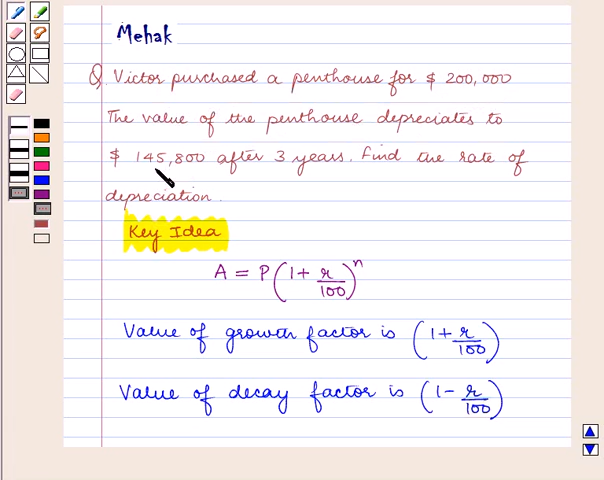 Mehak
Q. Victor purchased a penthouse for $ 200,000
The value of the penthouse depreciates to
$ 145,800 after 3 years. Find the rate of
depreciation.
Key Idea
A = P(1 + r/100)^n
Value of growth factor is (1 + r/100)
Value of decay factor is (1 - r/100)